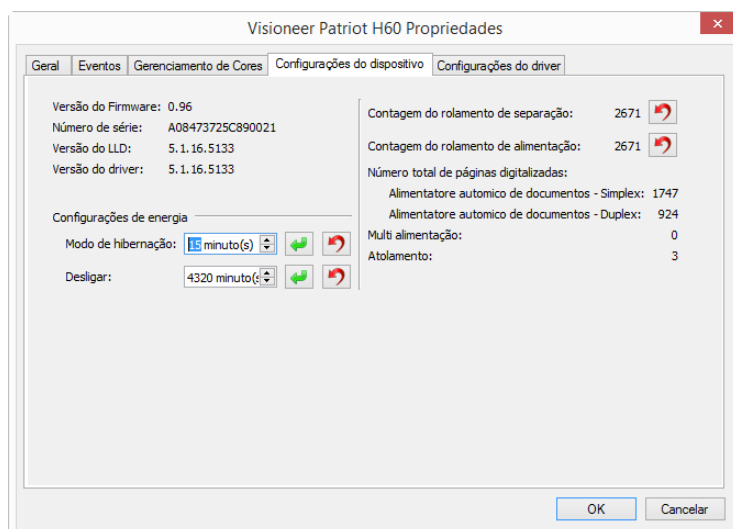 Visioneer Patriot H60 Propriedades
Geral Eventos Gerenciamento de Cores Configurações do dispositivo Configurações do driver
Versão do Firmware: 0.96
Número de série: A08473725C890021
Versão do LLD: 5.1.16.5133
Versão do driver: 5.1.16.5133
Configurações de energia
Modo de hibernação: 15 minuto(s)
Desligar: 4320 minuto(s
Contagem do rolamento de separação: 2671
Contagem do rolamento de alimentação: 2671
Número total de páginas digitalizadas:
Alimentatore automico de documentos - Simplex: 1747
Alimentatore automico de documentos - Duplex: 924
Multi alimentação: 0
Atolamento: 3
OK Cancelar